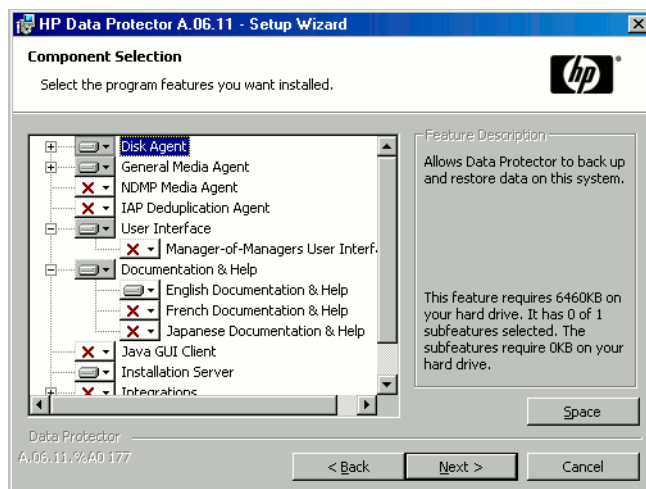 HP Data Protector A.06.11 - Setup Wizard
Component Selection
Select the program features you want installed.
hp
Disk Agent
General Media Agent
NDMP Media Agent
IAP Deduplication Agent
User Interface
Manager-of-Managers User Interf
Documentation & Help
English Documentation & Help
French Documentation & Help
Japanese Documentation & Help
Java GUI Client
Installation Server
Integrations
Feature Description
Allows Data Protector to back up
and restore data on this system.
This feature requires 6460KB on
your hard drive. It has 0 of 1
subfeatures selected. The
subfeatures require 0KB on your
hard drive.
Space
Data Protector
A.06.11.%A0 177
< Back
Next >
Cancel